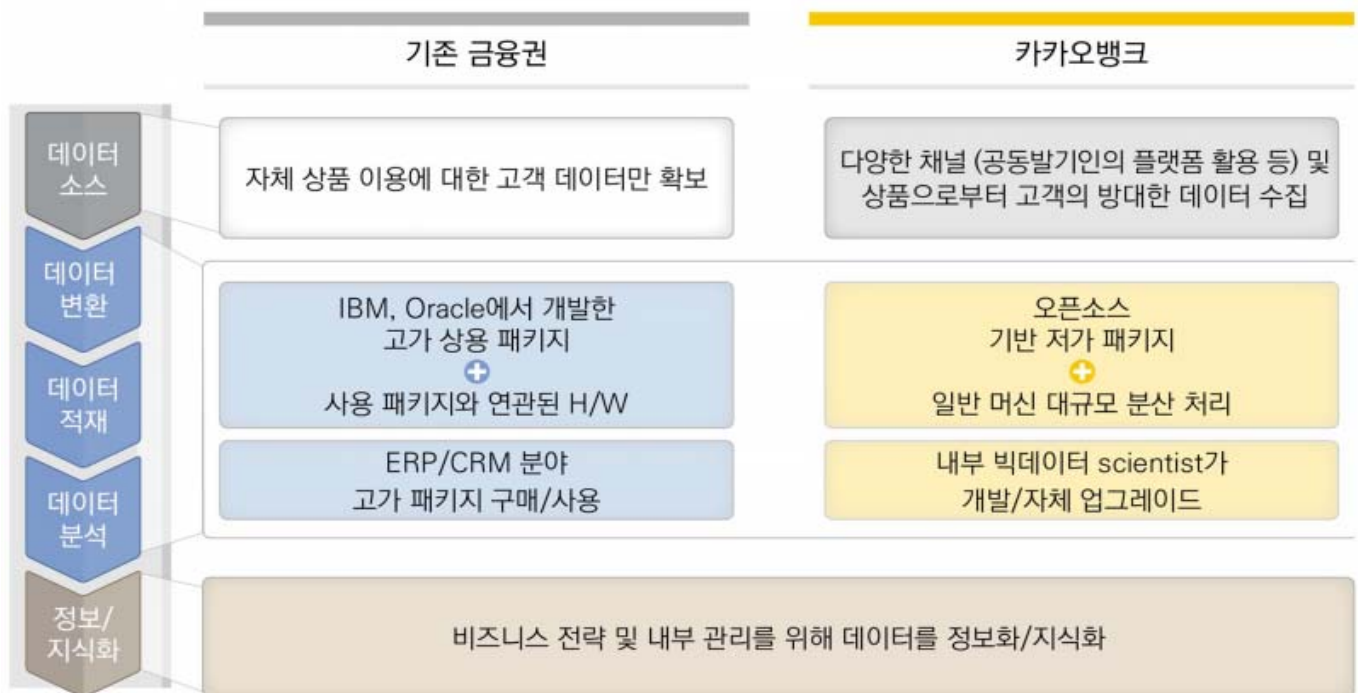 기존 금융권
카카오뱅크
데이터
소스
자체 상품 이용에 대한 고객 데이터만 확보
다양한 채널 (공동발기인의 플랫폼 활용 등) 및
상품으로부터 고객의 방대한 데이터 수집
데이터
변환
데이터
적재
IBM, Oracle에서 개발한
고가 상용 패키지
+
사용 패키지와 연관된 H/W
오픈소스
기반 저가 패키지
+
일반 머신 대규모 분산 처리
데이터
분석
ERP/CRM 분야
고가 패키지 구매/사용
내부 빅데이터 scientist가
개발/자체 업그레이드
정보/
지식화
비즈니스 전략 및 내부 관리를 위해 데이터를 정보화/지식화